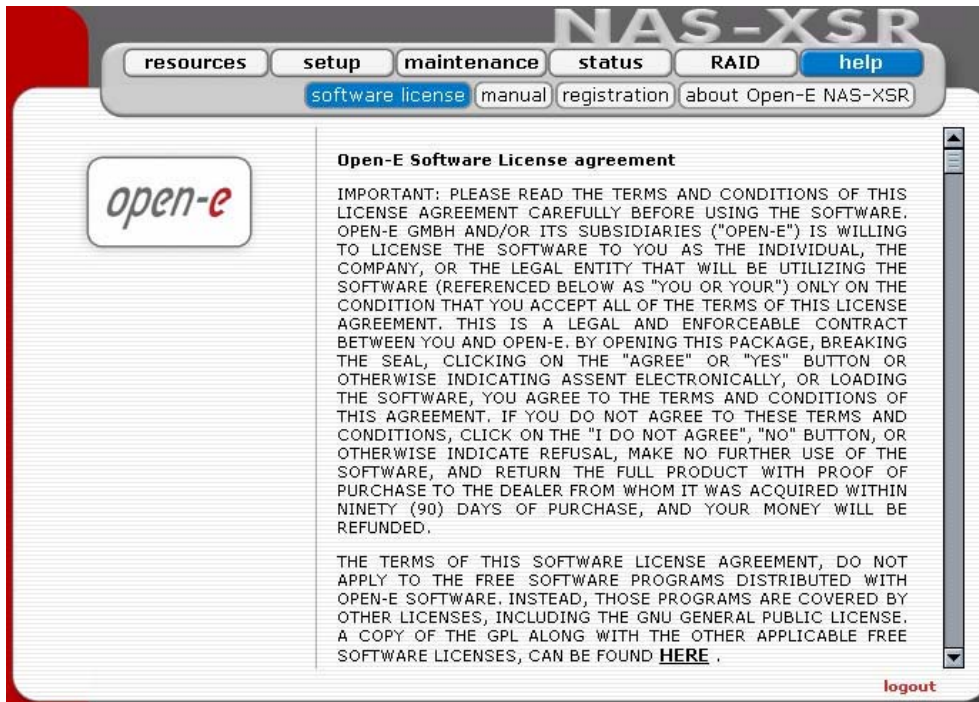 NAS-XSR
resources setup maintenance status RAID help
software license manual registration about Open-E NAS-XSR
open-e
Open-E Software License agreement
IMPORTANT: PLEASE READ THE TERMS AND CONDITIONS OF THIS
LICENSE AGREEMENT CAREFULLY BEFORE USING THE SOFTWARE.
OPEN-E GMBH AND/OR ITS SUBSIDIARIES ("OPEN-E") IS WILLING
TO LICENSE THE SOFTWARE TO YOU AS THE INDIVIDUAL, THE
COMPANY, OR THE LEGAL ENTITY THAT WILL BE UTILIZING THE
SOFTWARE (REFERENCED BELOW AS "YOU OR YOUR") ONLY ON THE
CONDITION THAT YOU ACCEPT ALL OF THE TERMS OF THIS LICENSE
AGREEMENT. THIS IS A LEGAL AND ENFORCEABLE CONTRACT
BETWEEN YOU AND OPEN-E. BY OPENING THIS PACKAGE, BREAKING
THE SEAL, CLICKING ON THE "AGREE" OR "YES" BUTTON OR
OTHERWISE INDICATING ASSENT ELECTRONICALLY, OR LOADING
THE SOFTWARE, YOU AGREE TO THE TERMS AND CONDITIONS OF
THIS AGREEMENT. IF YOU DO NOT AGREE TO THESE TERMS AND
CONDITIONS, CLICK ON THE "I DO NOT AGREE", "NO" BUTTON, OR
OTHERWISE INDICATE REFUSAL, MAKE NO FURTHER USE OF THE
SOFTWARE, AND RETURN THE FULL PRODUCT WITH PROOF OF
PURCHASE TO THE DEALER FROM WHOM IT WAS ACQUIRED WITHIN
NINETY (90) DAYS OF PURCHASE, AND YOUR MONEY WILL BE
REFUNDED.
THE TERMS OF THIS SOFTWARE LICENSE AGREEMENT, DO NOT
APPLY TO THE FREE SOFTWARE PROGRAMS DISTRIBUTED WITH
OPEN-E SOFTWARE. INSTEAD, THOSE PROGRAMS ARE COVERED BY
OTHER LICENSES, INCLUDING THE GNU GENERAL PUBLIC LICENSE.
A COPY OF THE GPL ALONG WITH THE OTHER APPLICABLE FREE
SOFTWARE LICENSES, CAN BE FOUND HERE .
logout